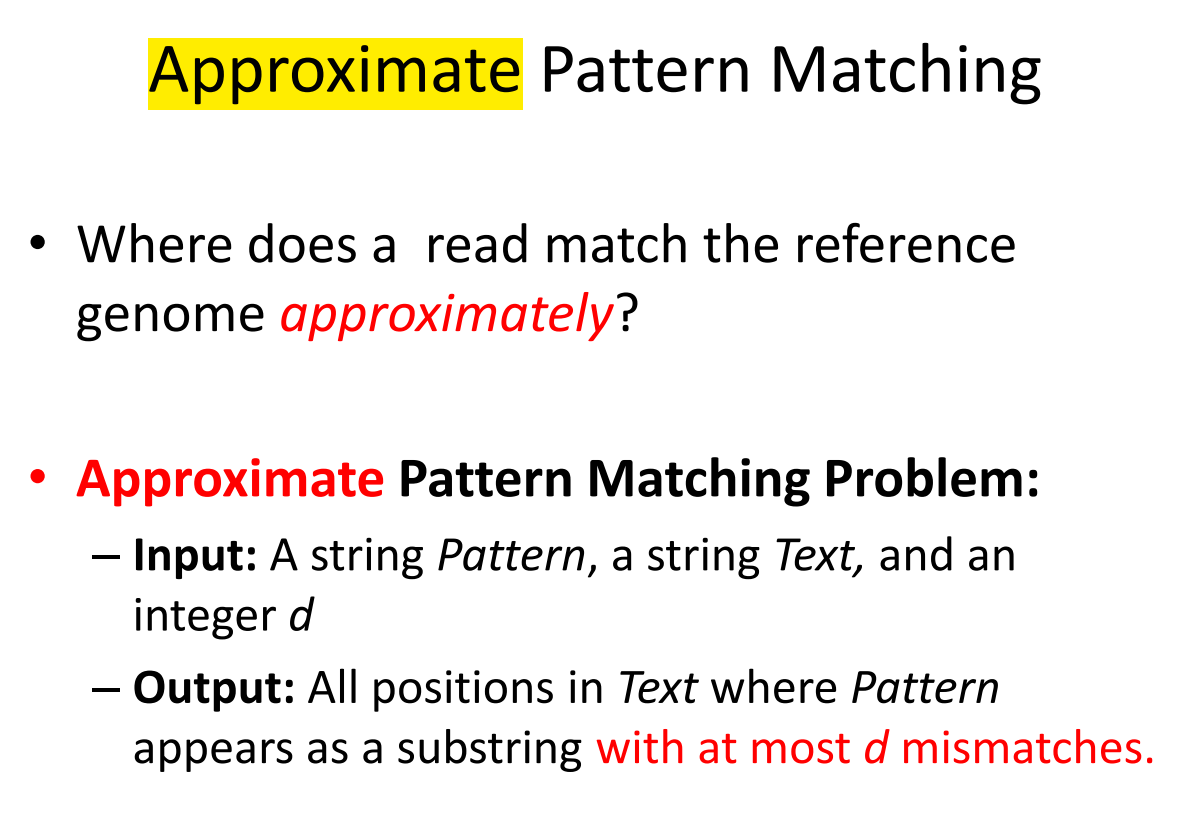 Approximate Pattern Matching
• Where does a  read match the reference
genome approximately?
• Approximate Pattern Matching Problem:
– Input: A string Pattern, a string Text, and an
integer d
– Output: All positions in Text where Pattern
appears as a substring with at most d mismatches.